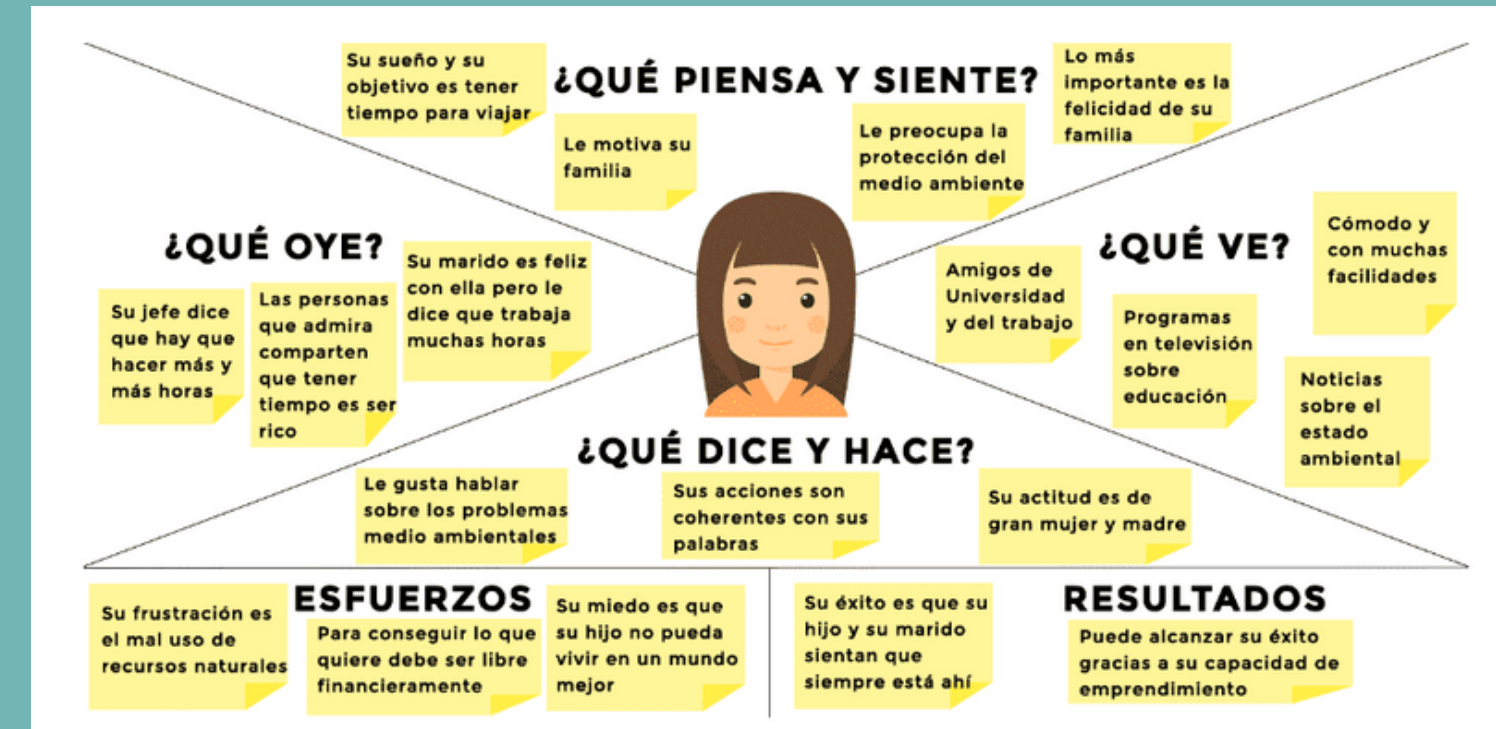 ¿QUÉ PIENSA Y SIENTE?
Su sueño y su
objetivo es tener
tiempo para viajar
Le motiva su
familia
Le preocupa la
protección del
medio ambiente
Lo más
importante es la
felicidad de su
familia
¿QUÉ OYE?
Su jefe dice
que hay que
hacer más y
más horas
Las personas
que admira
comparten
que tener
tiempo es ser
rico
Su marido es feliz
con ella pero le
dice que trabaja
muchas horas
¿QUÉ VE?
Amigos de
Universidad
y del trabajo
Programas
en televisión
sobre
educación
Cómodo y
con muchas
facilidades
Noticias
sobre el
estado
ambiental
¿QUÉ DICE Y HACE?
Le gusta hablar
sobre los problemas
medio ambientales
Sus acciones son
coherentes con sus
palabras
Su actitud es de
gran mujer y madre
ESFUERZOS
Su frustración es
el mal uso de
recursos naturales
Para conseguir lo que
quiere debe ser libre
financieramente
Su miedo es que
su hijo no pueda
vivir en un mundo
mejor
RESULTADOS
Su éxito es que su
hijo y su marido
sientan que
siempre está ahí
Puede alcanzar su éxito
gracias a su capacidad de
emprendimiento